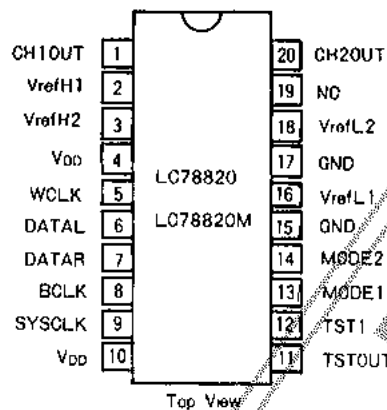 CH1OUT 1 20 CH2OUT
VrefH1 2 19 NC
VrefH2 3 18 VrefL2
VDD 4 17 GND
LC78820
WCLK 5 16 VrefL1
DATAL 6 LC78820M 15 GND
DATAR 7 14 MODE2
BCLK 8 13 MODE1
SYSCLK 9 12 TST1
VDD 10 11 TSTOUT
Top View